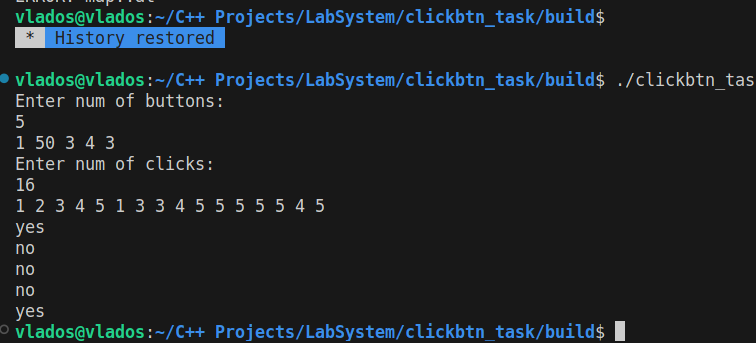 vlados@vlados:~/C++ Projects/LabSystem/clickbtn_task/build$
* History restored
vlados@vlados:~/C++ Projects/LabSystem/clickbtn_task/build$ ./clickbtn_tas
Enter num of buttons:
5
1 50 3 4 3
Enter num of clicks:
16
1 2 3 4 5 1 3 3 4 5 5 5 5 5 4 5
yes
no
no
no
yes
vlados@vlados:~/C++ Projects/LabSystem/clickbtn_task/build$